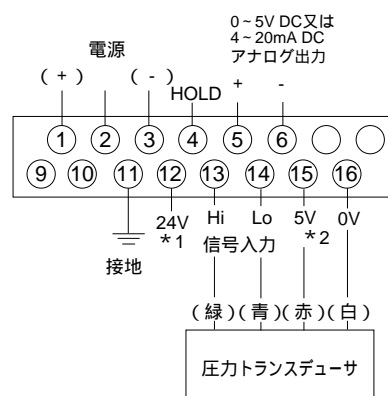 0~5V DC又は
4~20mA DC
アナログ出力
電源
(+) (-) HOLD + -
1 2 3 4 5 6
9 10 11 12 13 14 15 16
24V Hi Lo 5V 0V
*1 信号入力 *2
接地
(緑)(青)(赤)(白)
圧力トランスデューサ